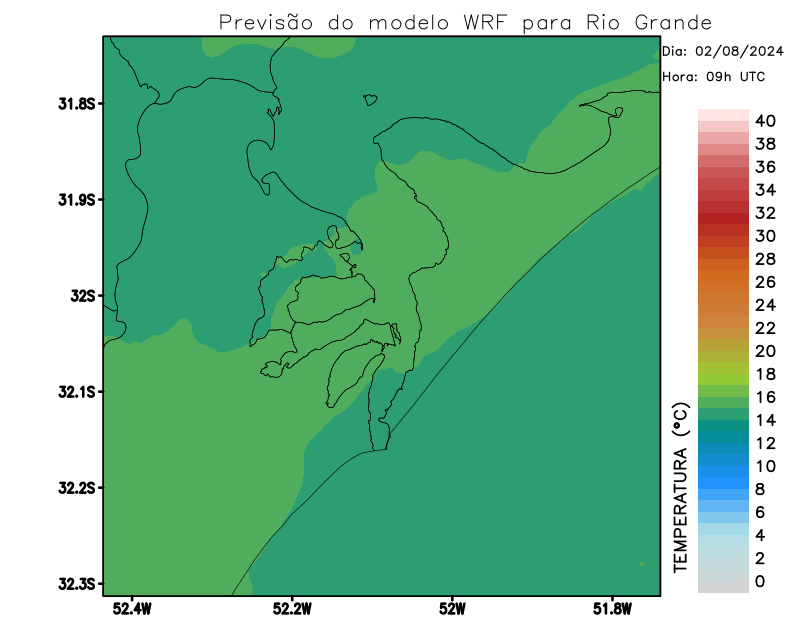 Previsão do modelo WRF para Rio Grande
Dia: 02/08/2024
Hora: 09h UTC
31.8S
31.9S
32S
32.1S
32.2S
32.3S
52.4W
52.2W
52W
51.8W
TEMPERATURA (°C)
40
38
36
34
32
30
28
26
24
22
20
18
16
14
12
10
8
6
4
2
0